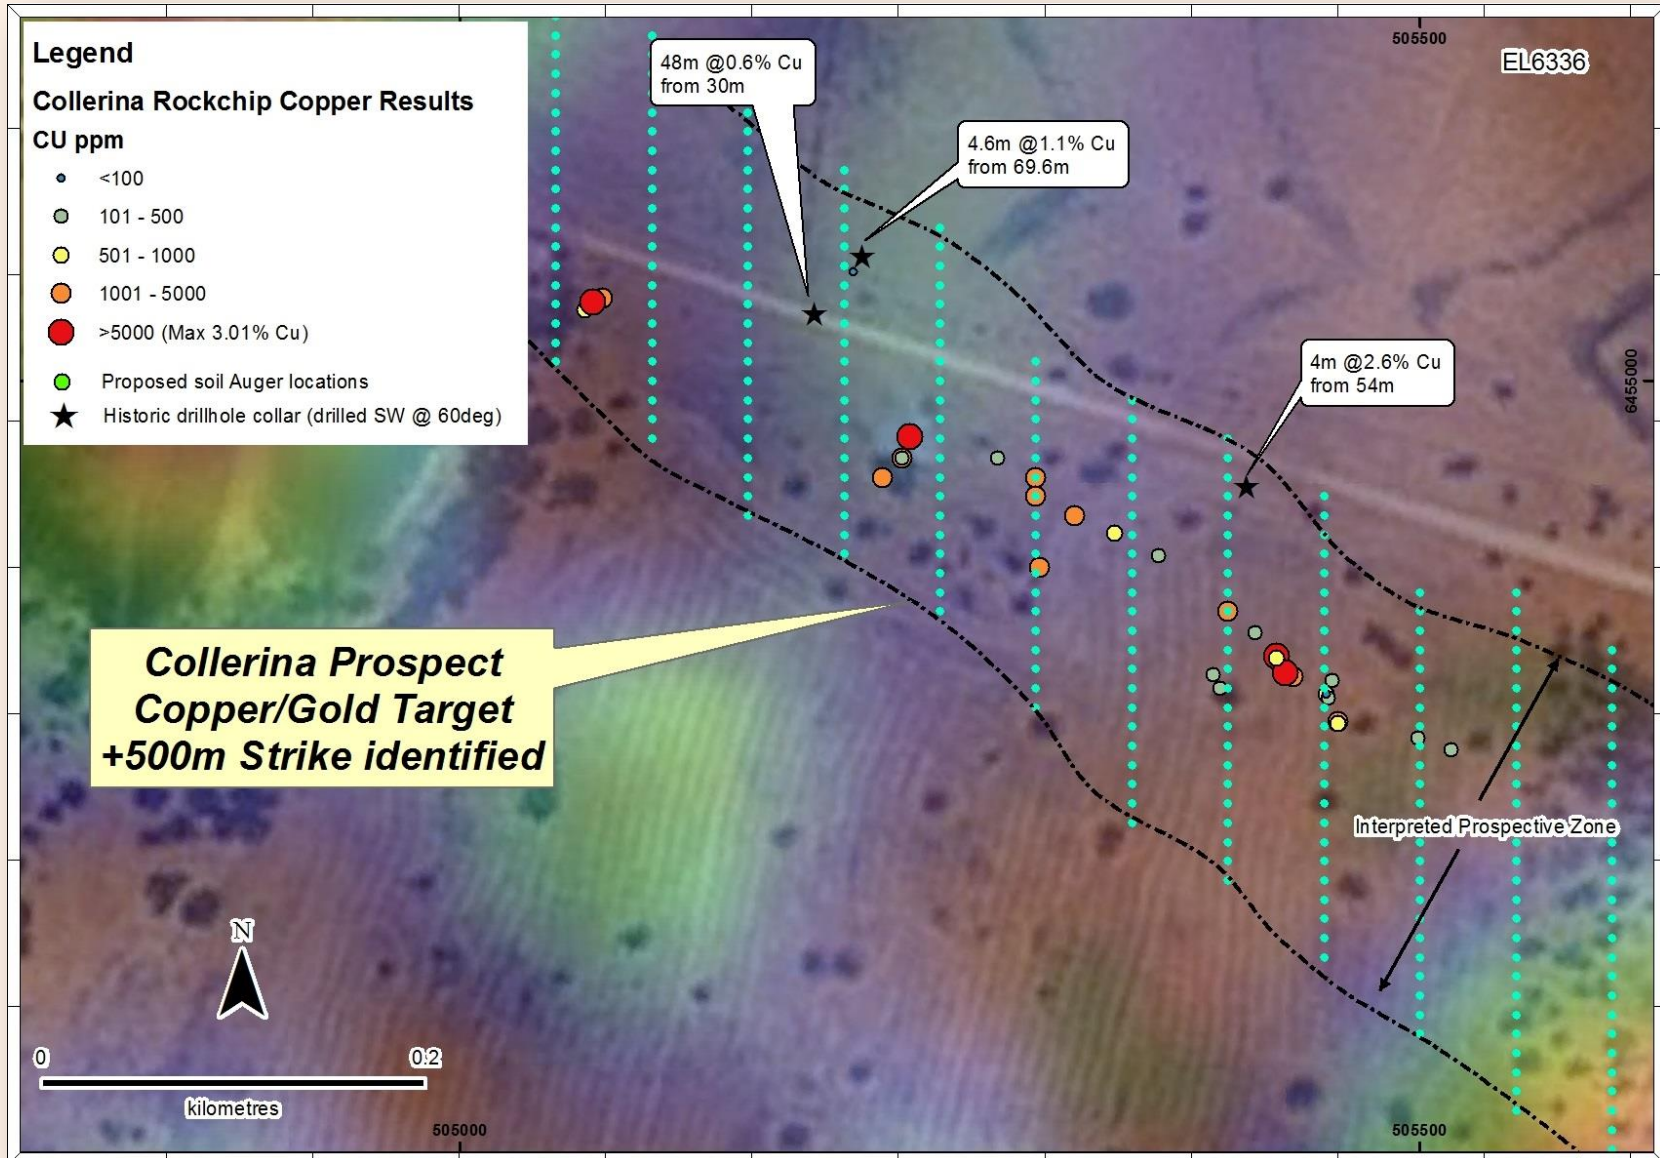 Legend
Collerina Rockchip Copper Results
CU ppm
<100
101 - 500
501 - 1000
1001 - 5000
>5000 (Max 3.01% Cu)
Proposed soil Auger locations
Historic drillhole collar (drilled SW @ 60deg)
48m @0.6% Cu
from 30m
4.6m @1.1% Cu
from 69.6m
505500
EL6336
4m @2.6% Cu
from 54m
6455000
Collerina Prospect
Copper/Gold Target
+500m Strike identified
Interpreted Prospective Zone
N
0 0.2
kilometres
505000
505500